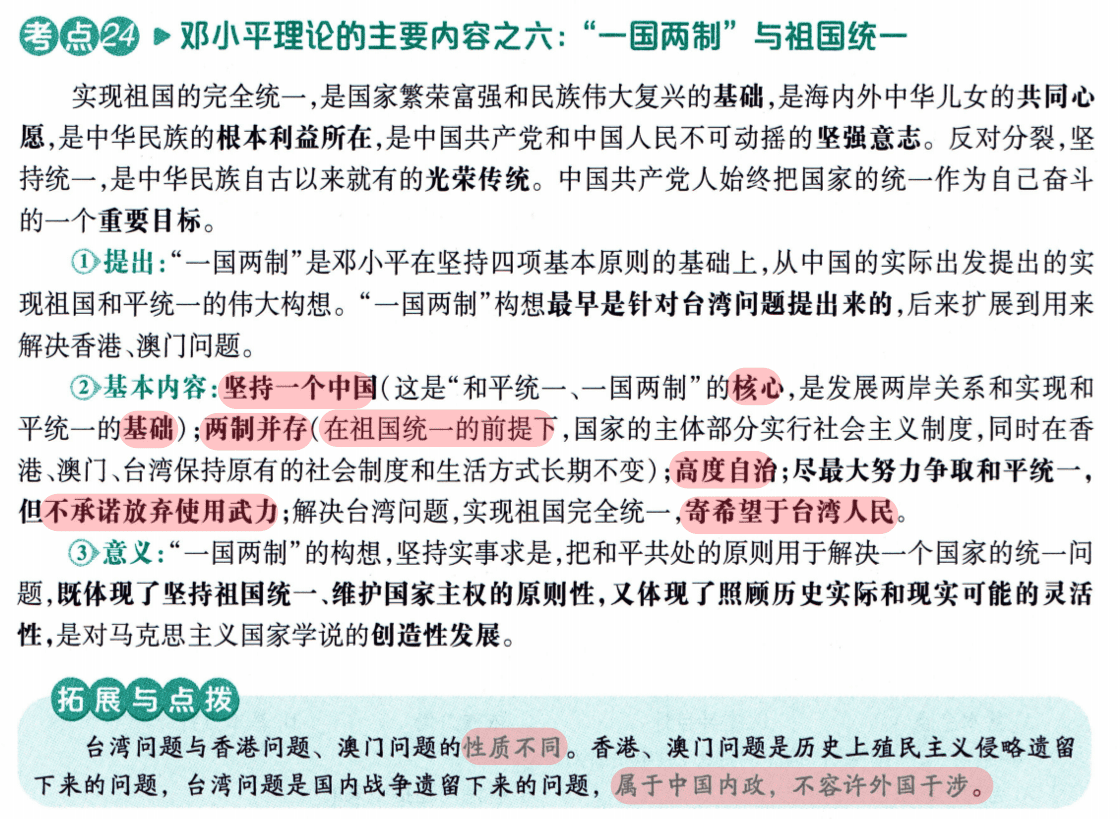 考点24 ▶ 邓小平理论的主要内容之六：“一国两制”与祖国统一
实现祖国的完全统一，是国家繁荣富强和民族伟大复兴的基础，是海内外中华儿女的共同心
愿，是中华民族的根本利益所在，是中国共产党和中国人民不可动摇的坚强意志。反对分裂，坚
持统一，是中华民族自古以来就有的光荣传统。中国共产党人始终把国家的统一作为自己奋斗
的一个重要目标。
①提出：“一国两制”是邓小平在坚持四项基本原则的基础上，从中国的实际出发提出的实
现祖国和平统一的伟大构想。“一国两制”构想最早是针对台湾问题提出来的，后来扩展到用来
解决香港、澳门问题。
②基本内容：坚持一个中国（这是“和平统一、一国两制”的核心，是发展两岸关系和实现和
平统一的基础）；两制并存（在祖国统一的前提下，国家的主体部分实行社会主义制度，同时在香
港、澳门、台湾保持原有的社会制度和生活方式长期不变）；高度自治；尽最大努力争取和平统一，
但不承诺放弃使用武力；解决台湾问题，实现祖国完全统一，寄希望于台湾人民。
③意义：“一国两制”的构想，坚持实事求是，把和平共处的原则用于解决一个国家的统一问
题，既体现了坚持祖国统一、维护国家主权的原则性，又体现了照顾历史实际和现实可能的灵活
性，是对马克思主义国家学说的创造性发展。
拓展与点拨
台湾问题与香港问题、澳门问题的性质不同。香港、澳门问题是历史上殖民主义侵略遗留
下来的问题，台湾问题是国内战争遗留下来的问题，属于中国内政，不容许外国干涉。